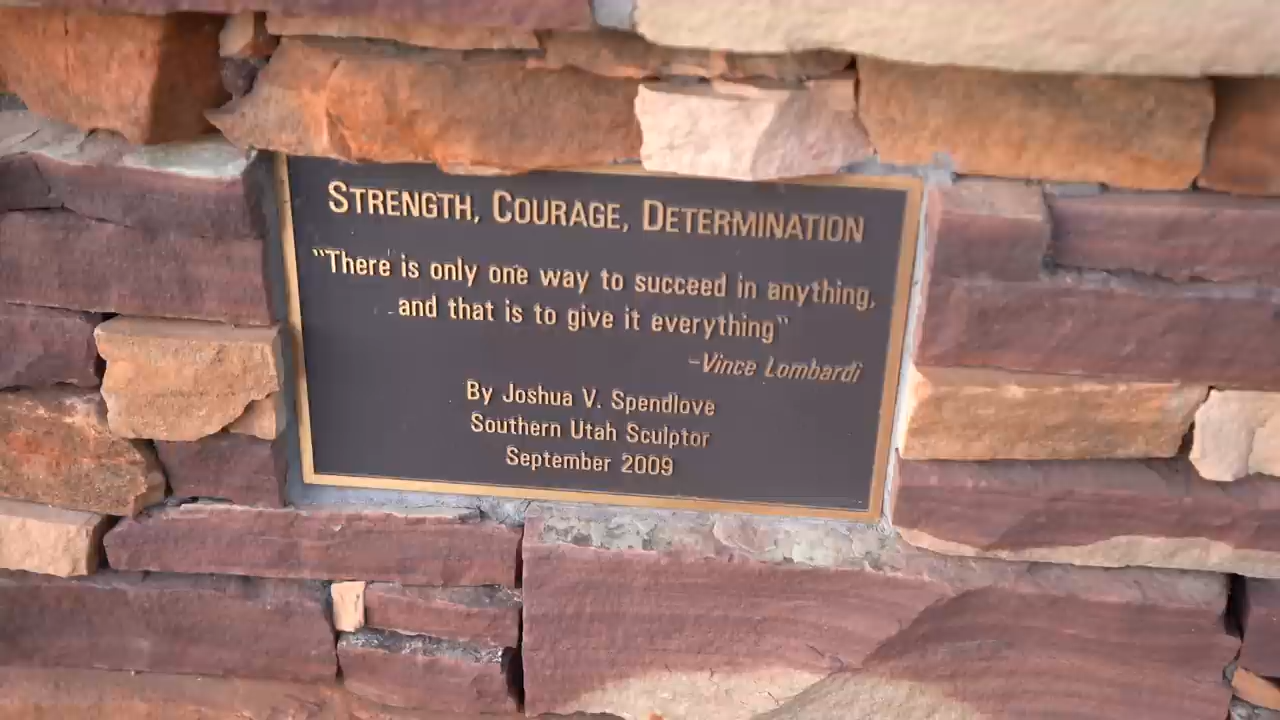 STRENGTH, COURAGE, DETERMINATION
"There is only one way to succeed in anything,
and that is to give it everything"
-Vince Lombardi
By Joshua V. Spendlove
Southern Utah Sculptor
September 2009